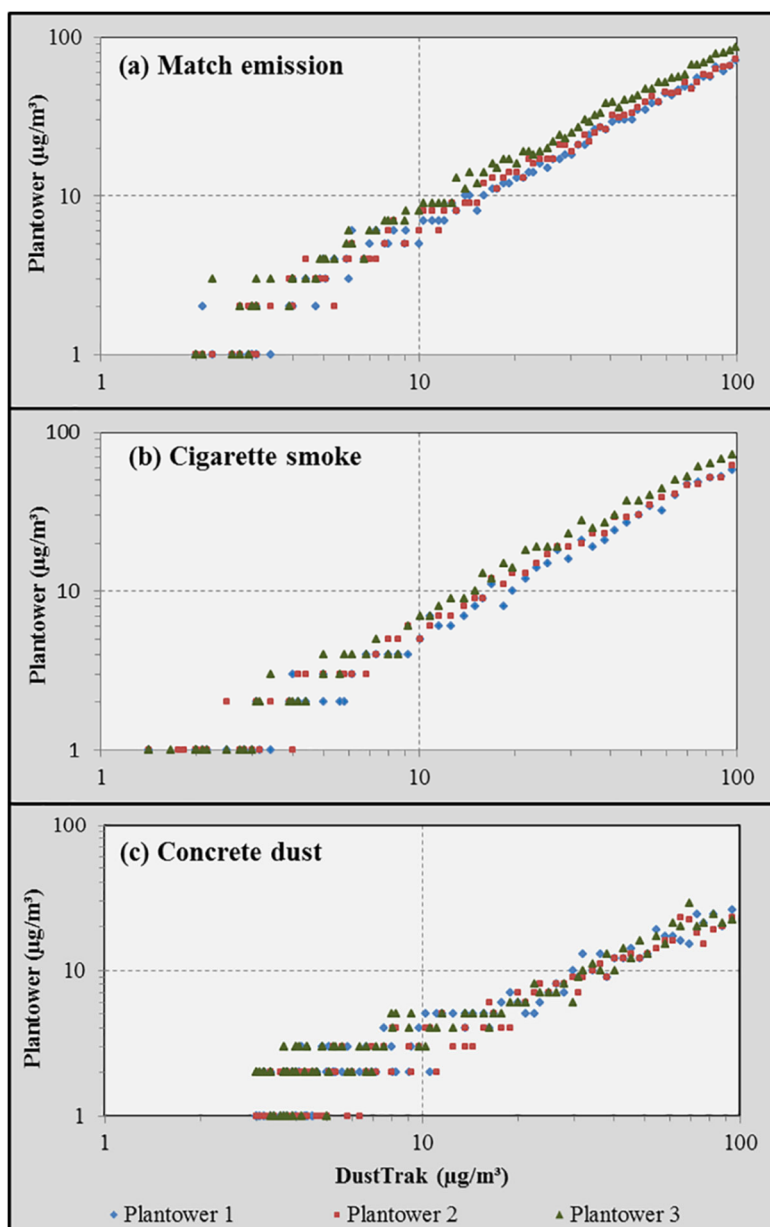 100
(a) Match emission
10
Plantower (µg/m³)
1
1
10
100
100
(b) Cigarette smoke
10
Plantower (µg/m³)
1
1
10
100
100
(c) Concrete dust
10
Plantower (µg/m³)
1
1
10
100
DustTrak (µg/m³)
Plantower 1
Plantower 2
Plantower 3